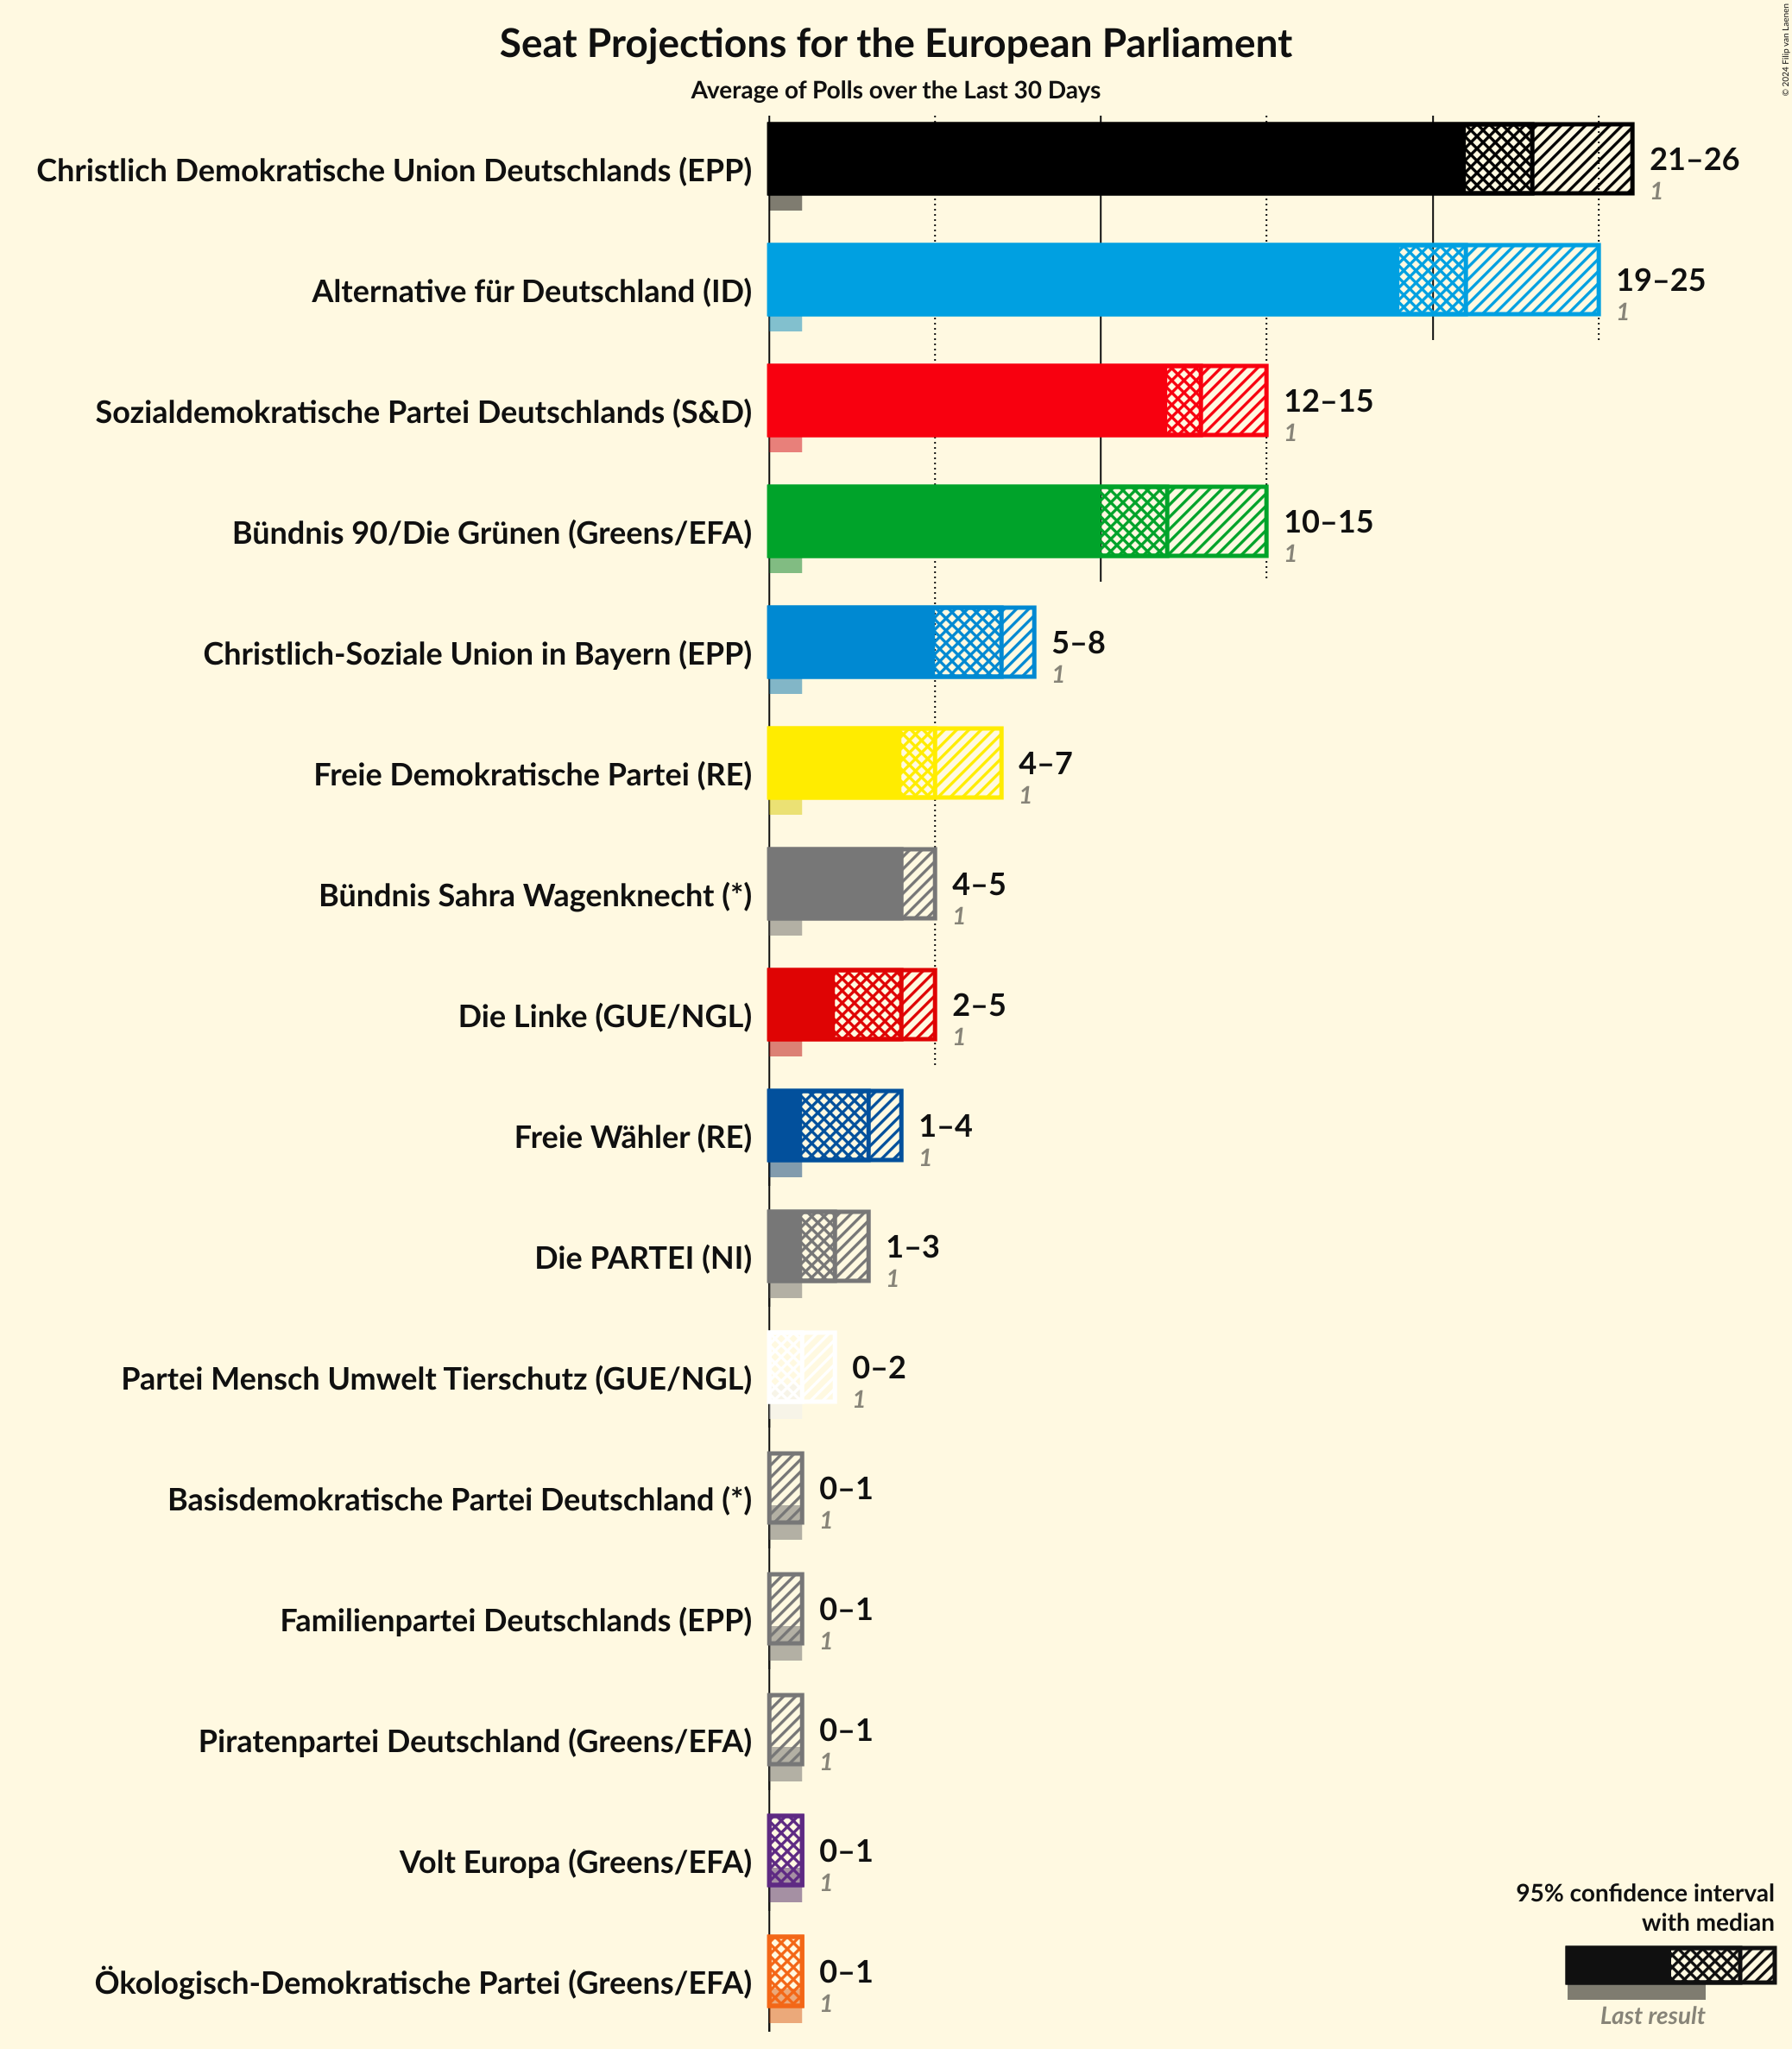 Seat Projections for the European Parliament
Average of Polls over the Last 30 Days
© 2024 Filip van Laenen
Christlich Demokratische Union Deutschlands (EPP)
21–26
1
Alternative für Deutschland (ID)
19–25
1
Sozialdemokratische Partei Deutschlands (S&D)
12–15
1
Bündnis 90/Die Grünen (Greens/EFA)
10–15
1
Christlich-Soziale Union in Bayern (EPP)
5–8
1
Freie Demokratische Partei (RE)
4–7
1
Bündnis Sahra Wagenknecht (*)
4–5
1
Die Linke (GUE/NGL)
2–5
1
Freie Wähler (RE)
1–4
1
Die PARTEI (NI)
1–3
1
Partei Mensch Umwelt Tierschutz (GUE/NGL)
0–2
1
Basisdemokratische Partei Deutschland (*)
0–1
1
Familienpartei Deutschlands (EPP)
0–1
1
Piratenpartei Deutschland (Greens/EFA)
0–1
1
Volt Europa (Greens/EFA)
0–1
1
Ökologisch-Demokratische Partei (Greens/EFA)
0–1
1
95% confidence interval
with median
Last result